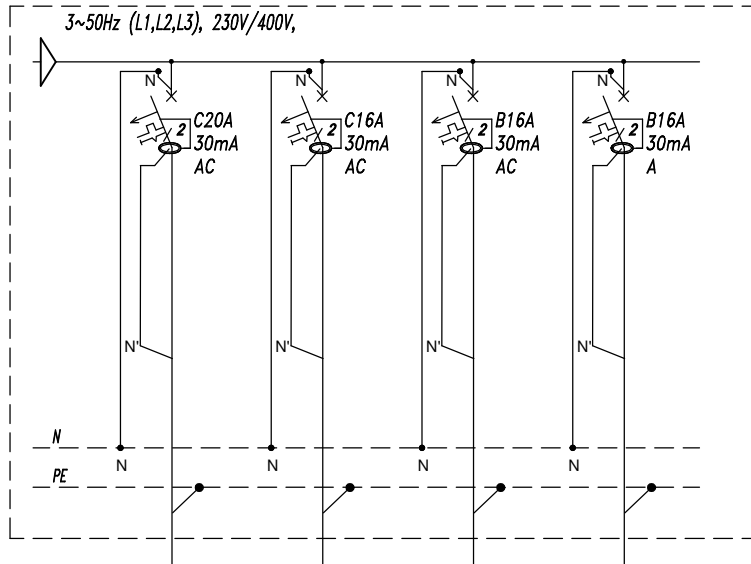 3~50Hz (L1,L2,L3), 230V/400V,
N N N N
C20A
30mA
AC
2
C16A
30mA
AC
2
B16A
30mA
AC
2
B16A
30mA
A
2
N' N' N' N'
N
N N N N
PE